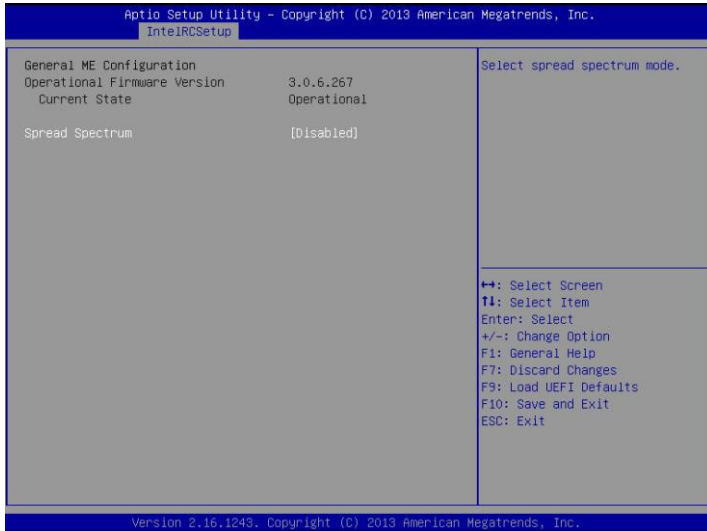 Aptio Setup Utility – Copyright (C) 2013 American Megatrends, Inc.
IntelRCSetup
General ME Configuration
Operational Firmware Version 3.0.6.267
Current State Operational
Spread Spectrum [Disabled]
Select spread spectrum mode.
↔: Select Screen
↑↓: Select Item
Enter: Select
+/-: Change Option
F1: General Help
F7: Discard Changes
F9: Load UEFI Defaults
F10: Save and Exit
ESC: Exit
Version 2.16.1243. Copyright (C) 2013 American Megatrends, Inc.